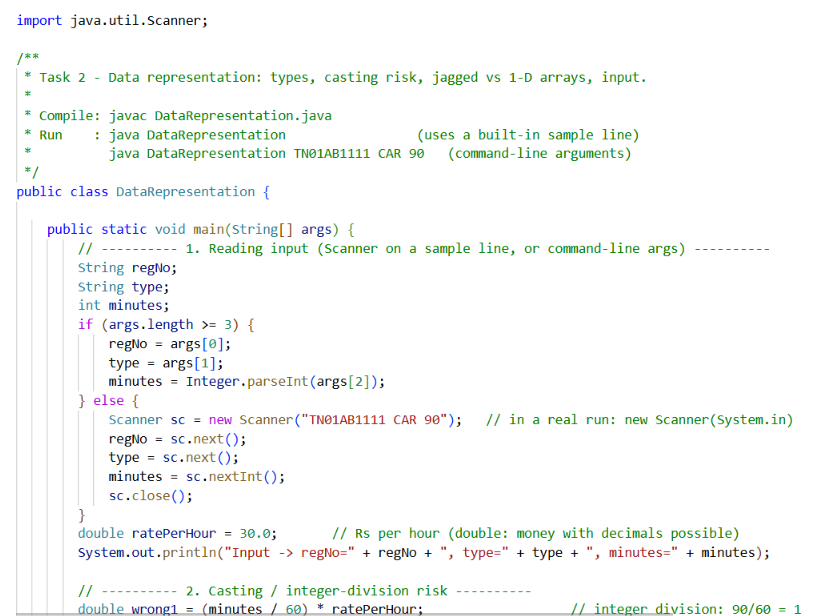 import java.util.Scanner;
/**
 * Task 2 - Data representation: types, casting risk, jagged vs 1-D arrays, input.
 *
 * Compile: javac DataRepresentation.java
 * Run    : java DataRepresentation                 (uses a built-in sample line)
 *          java DataRepresentation TN01AB1111 CAR 90   (command-line arguments)
 */
public class DataRepresentation {
    public static void main(String[] args) {
        // ---------- 1. Reading input (Scanner on a sample line, or command-line args) ----------
        String regNo;
        String type;
        int minutes;
        if (args.length >= 3) {
            regNo = args[0];
            type = args[1];
            minutes = Integer.parseInt(args[2]);
        } else {
            Scanner sc = new Scanner("TN01AB1111 CAR 90");   // in a real run: new Scanner(System.in)
            regNo = sc.next();
            type = sc.next();
            minutes = sc.nextInt();
            sc.close();
        }
        double ratePerHour = 30.0;       // Rs per hour (double: money with decimals possible)
        System.out.println("Input -> regNo=" + regNo + ", type=" + type + ", minutes=" + minutes);
        // ---------- 2. Casting / integer-division risk ----------
        double wrong1 = (minutes / 60) * ratePerHour;                   // integer division: 90/60 = 1